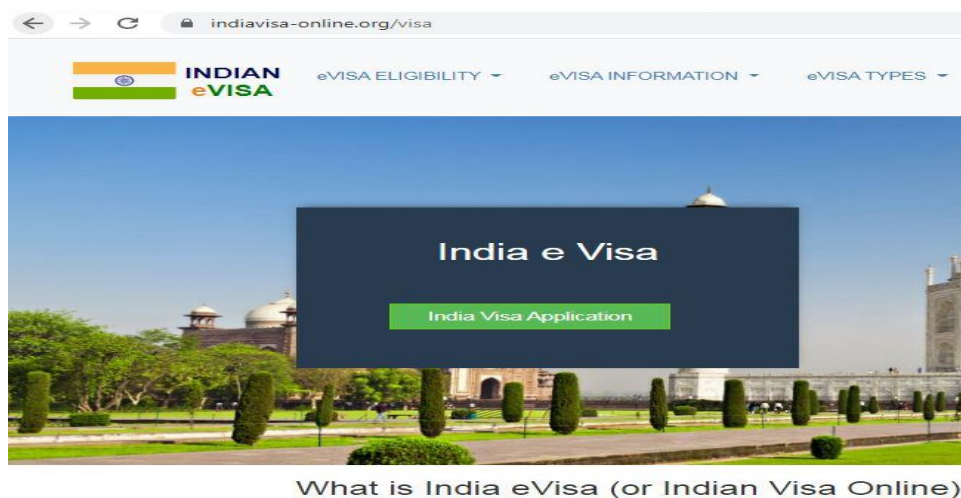 indiavisa-online.org/visa
INDIAN
eVISA
eVISA ELIGIBILITY
eVISA INFORMATION
eVISA TYPES
India e Visa
India Visa Application
What is India eVisa (or Indian Visa Online)